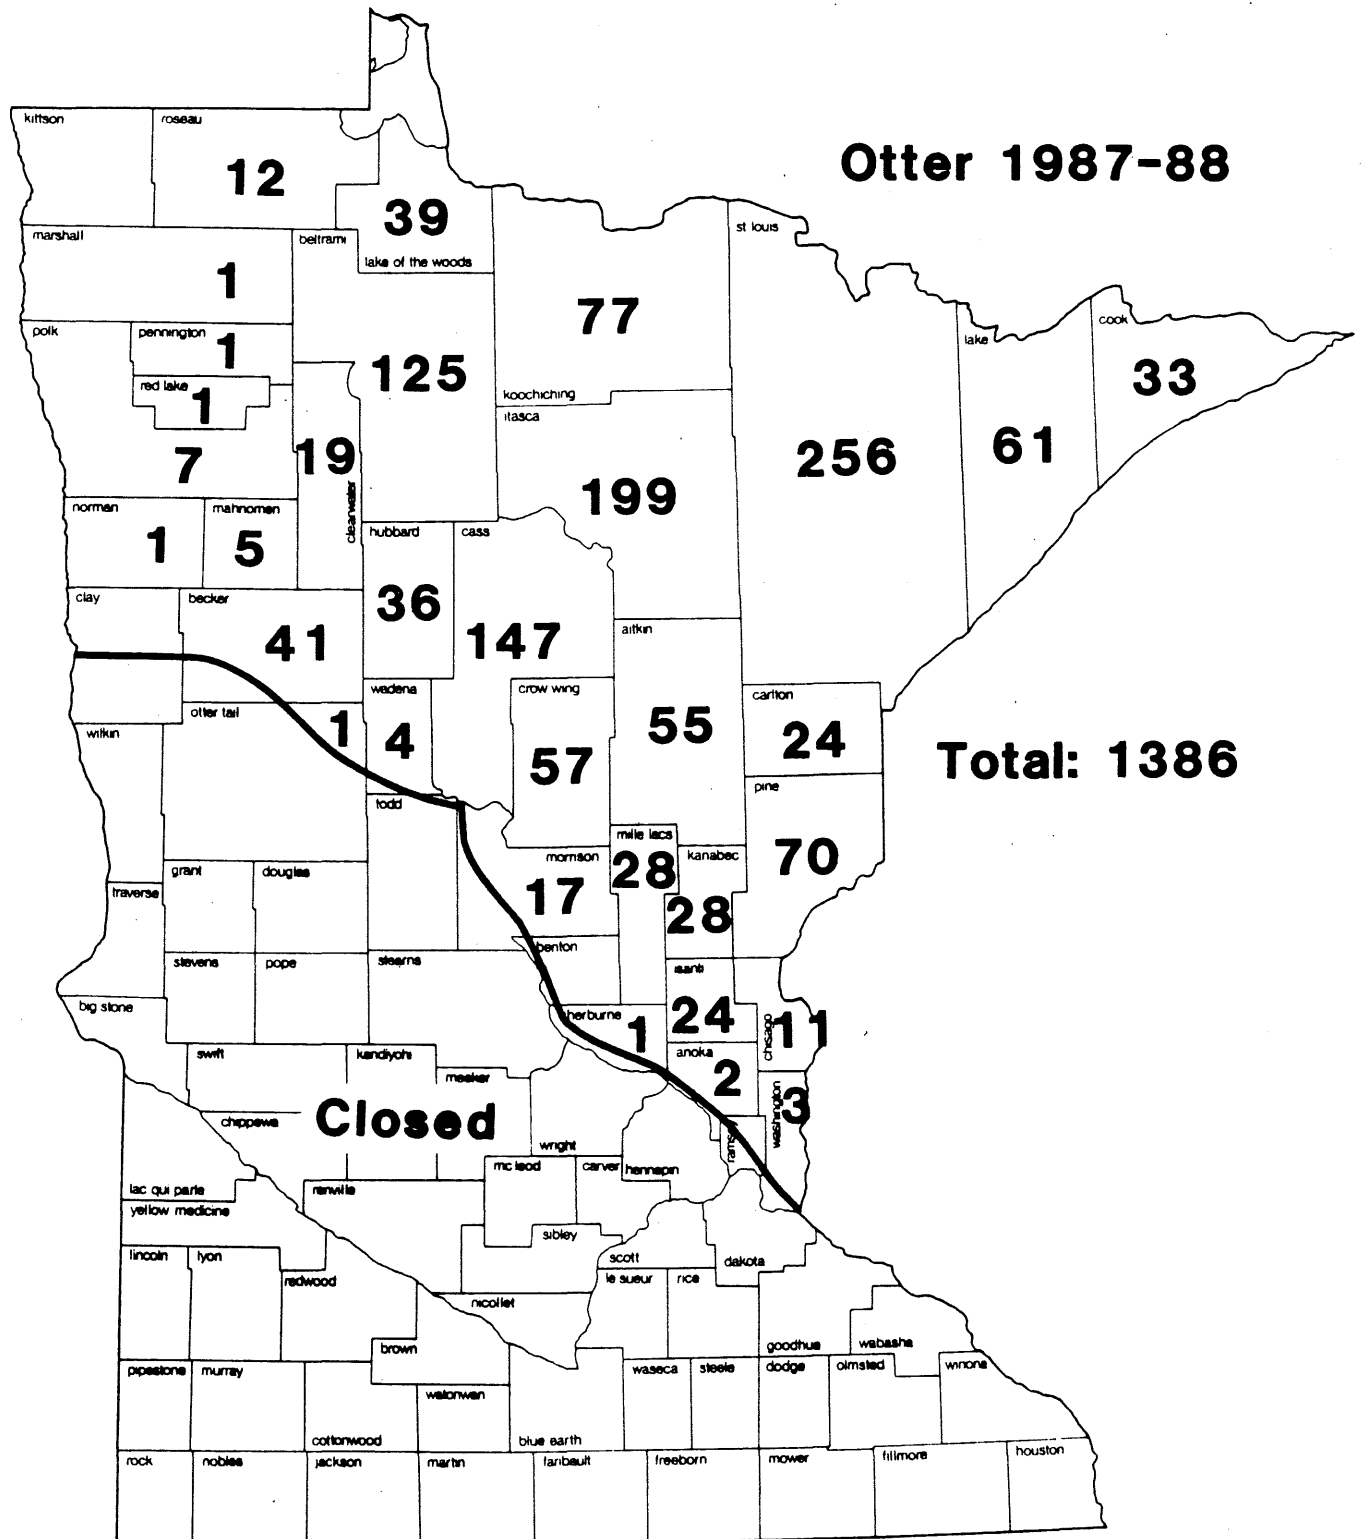 Otter 1987-88
kittson
roseau
12
39
lake of the woods
marshall
1
beltrami
125
77
koochiching
st louis
256
lake
61
cook
33
polk
7
pennington
1
red lake
1
19
clearwater
itasca
199
norman
1
mahnomen
5
hubbard
36
cass
147
clay
becker
41
aitkin
55
wadena
4
crow wing
57
carlton
24
Total: 1386
otter tail
1
wilkin
todd
pine
70
mille lacs
28
kanabec
28
morrison
17
grant
douglas
traverse
benton
stevens
pope
stearns
isanti
24
big stone
herburne
1
chisago
11
anoka
2
swift
kandiyohi
meeker
washington
3
Closed
chippewa
wright
rams
mc leod
carver
hennepin
lac qui parle
renville
yellow medicine
sibley
lincoln
lyon
scott
dakota
redwood
le sueur
rice
nicollet
brown
goodhue
wabasha
pipestone
murray
waseca
steele
dodge
olmsted
winona
watonwan
cottonwood
blue earth
rock
nobles
jackson
martin
faribault
freeborn
mower
fillmore
houston